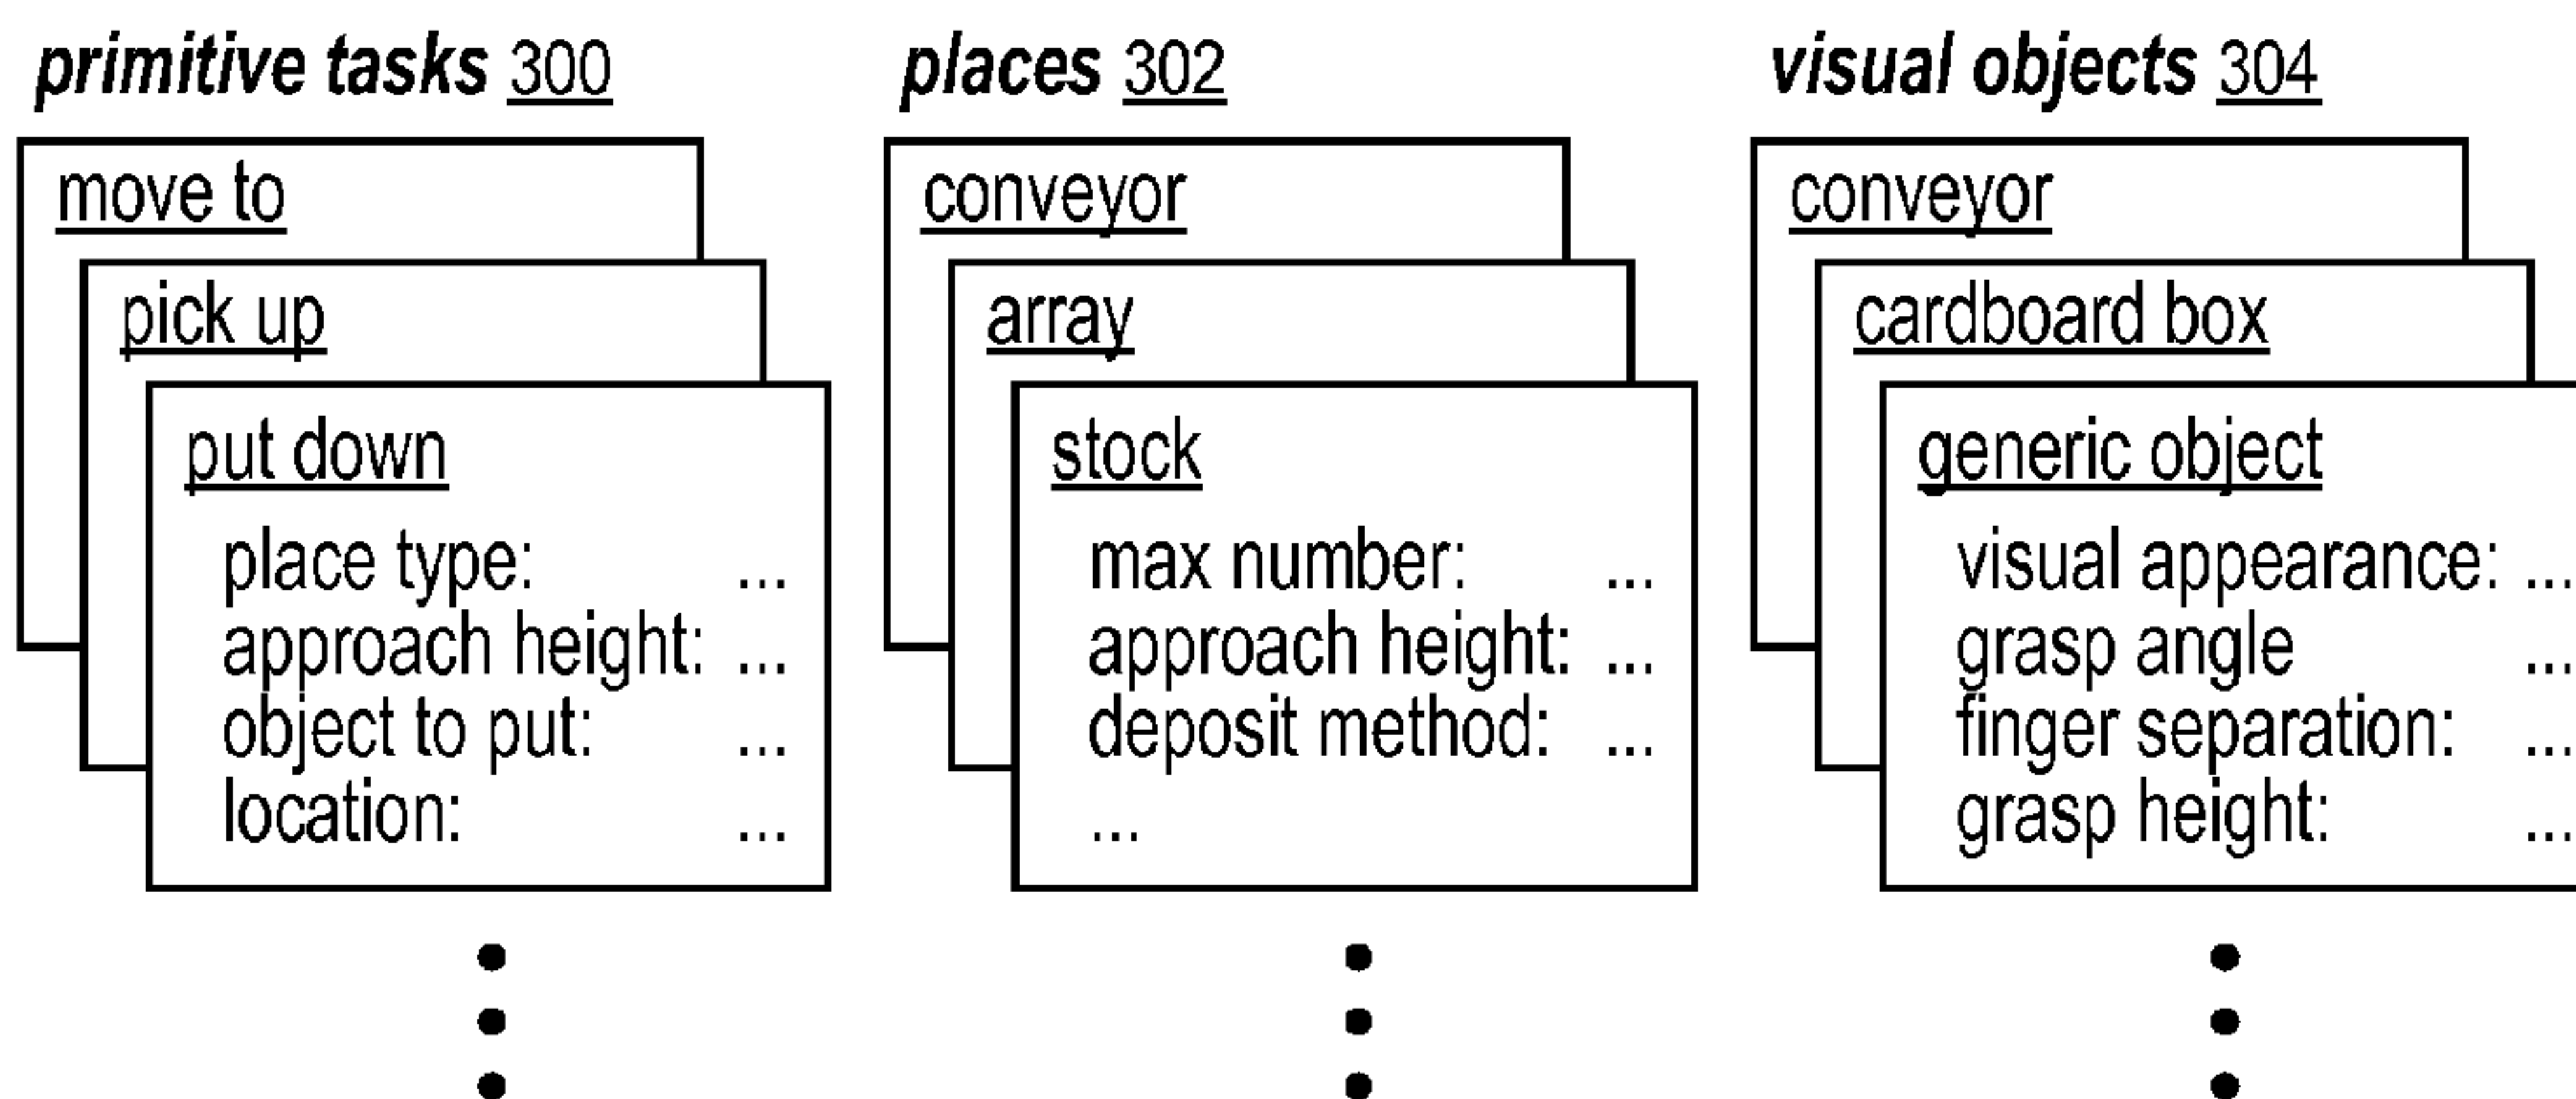 primitive tasks 300
move to
pick up
put down
place type: ...
approach height: ...
object to put: ...
location: ...
places 302
conveyor
array
stock
max number: ...
approach height: ...
deposit method: ...
...
visual objects 304
conveyor
cardboard box
generic object
visual appearance: ...
grasp angle ...
finger separation: ...
grasp height: ...